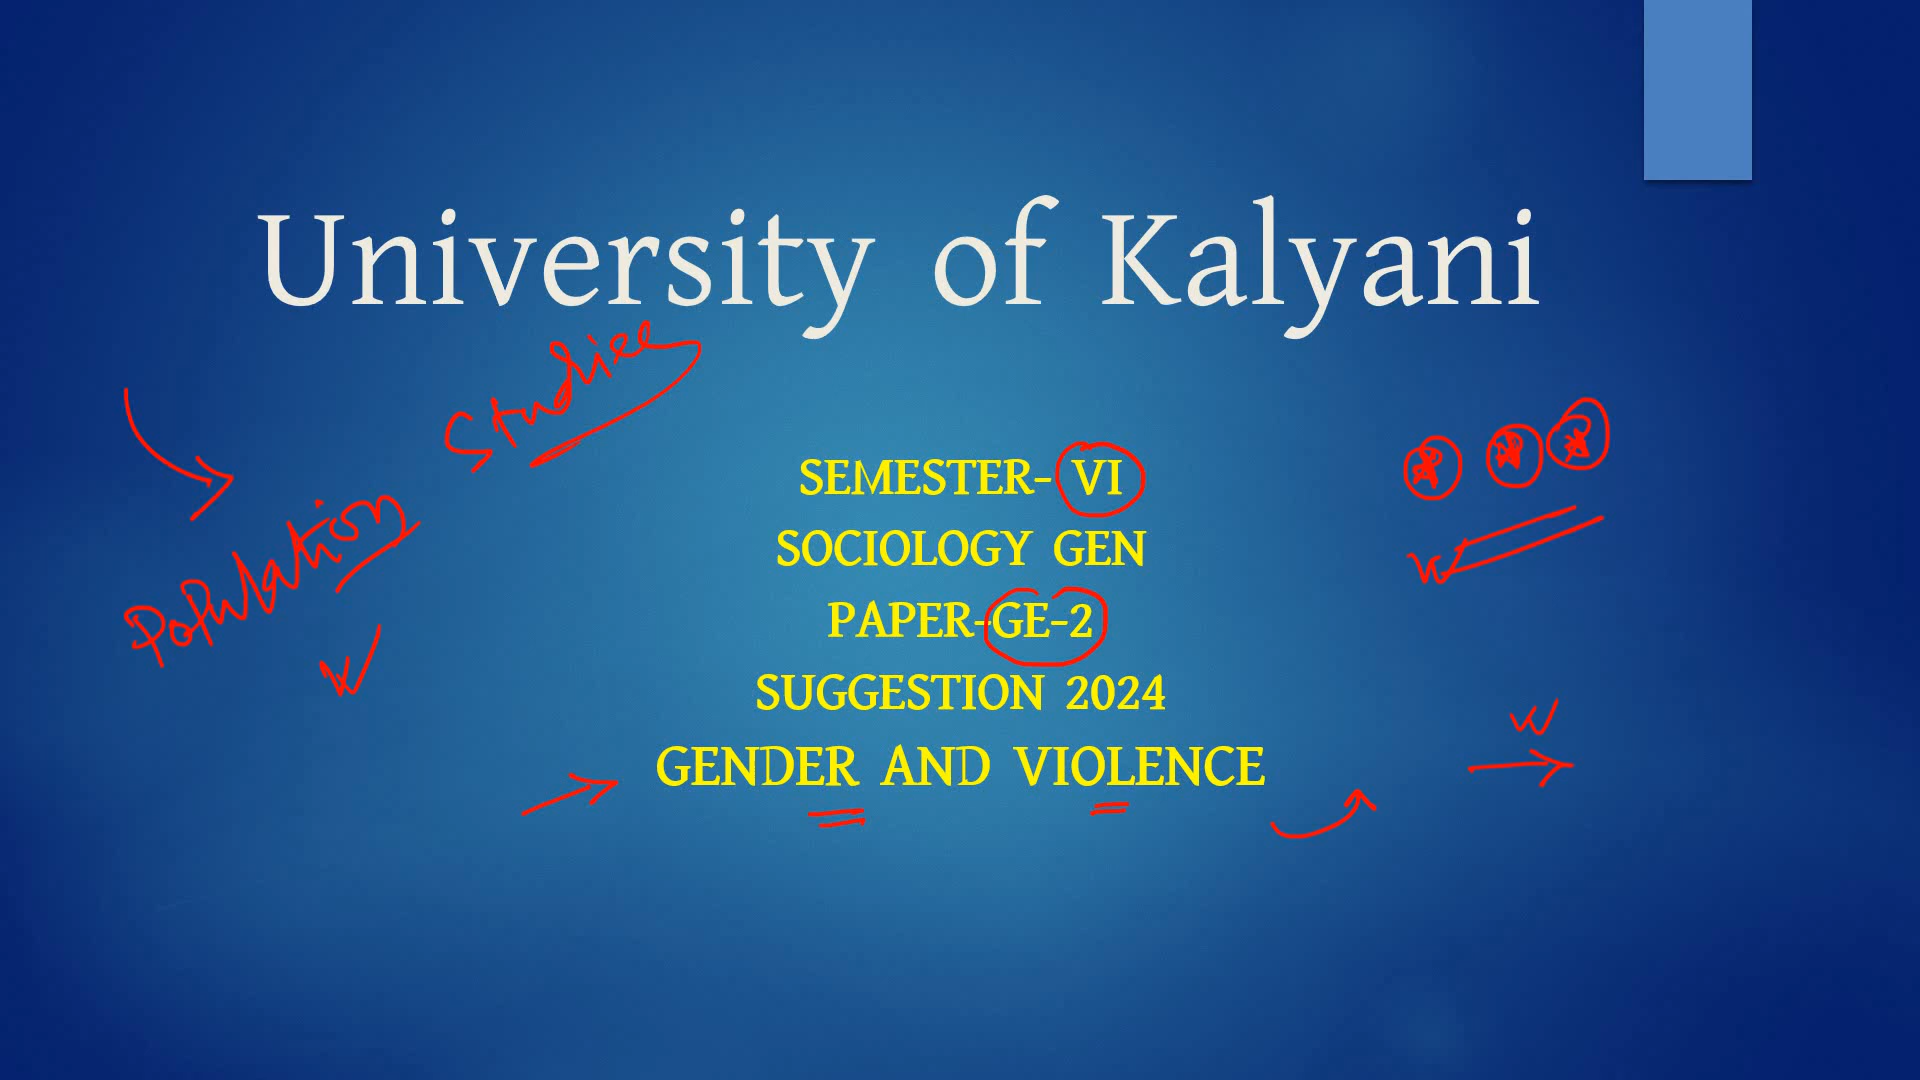 University of Kalyani
Studies
Population
SEMESTER- VI
SOCIOLOGY GEN
PAPER-GE-2
SUGGESTION 2024
GENDER AND VIOLENCE